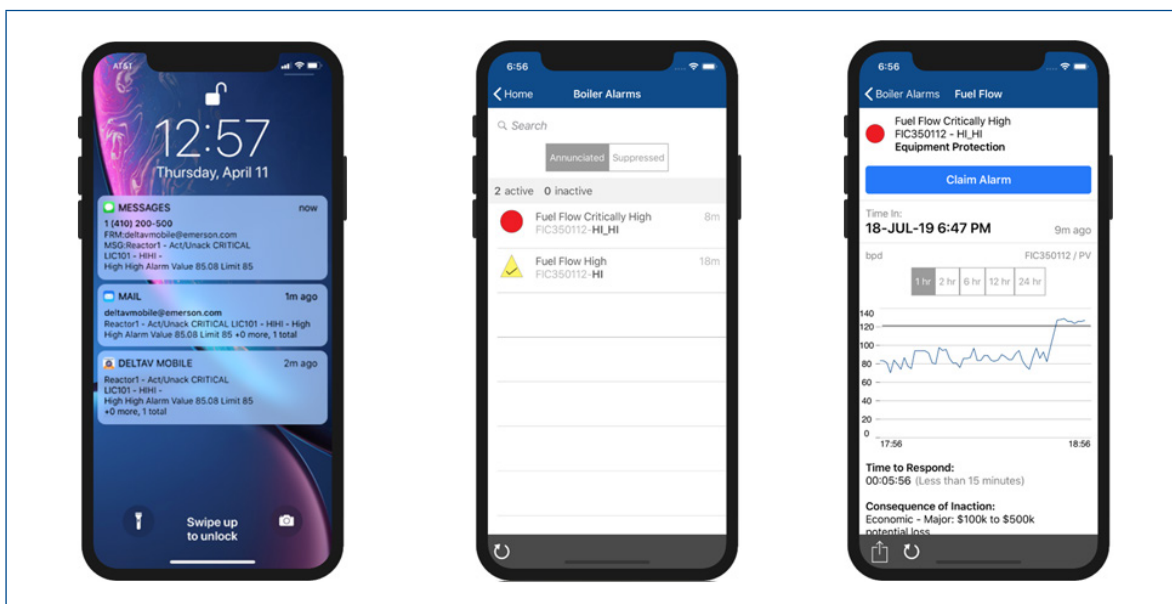 AT&T
12:57
Thursday, April 11
MESSAGES now
1 (410) 200-500
FRM:deltavmobile@emerson.com
MSG:Reactor1 - Act/Unack CRITICAL
LIC101 - HIHI -
High High Alarm Value 85.08 Limit 85
MAIL 1m ago
deltavmobile@emerson.com
Reactor1 - Act/Unack CRITICAL LIC101 - HIHI - High
High Alarm Value 85.08 Limit 85 +0 more, 1 total
DELTAV MOBILE 2m ago
Reactor1 - Act/Unack CRITICAL
LIC101 - HIHI -
High High Alarm Value 85.08 Limit 85
+0 more, 1 total
Swipe up
to unlock
6:56
Home Boiler Alarms
Search
Annunciated Suppressed
2 active 0 inactive
Fuel Flow Critically High 8m
FIC350112-HI_HI
Fuel Flow High 18m
FIC350112-HI
6:56
Boiler Alarms Fuel Flow
Fuel Flow Critically High
FIC350112 - HI_HI
Equipment Protection
Claim Alarm
Time In:
18-JUL-19 6:47 PM 9m ago
bpd FIC350112 / PV
1 hr 2 hr 6 hr 12 hr 24 hr
140
120
100
80
60
40
20
0
17:56 18:56
Time to Respond:
00:05:56 (Less than 15 minutes)
Consequence of Inaction:
Economic - Major: $100k to $500k
potential loss